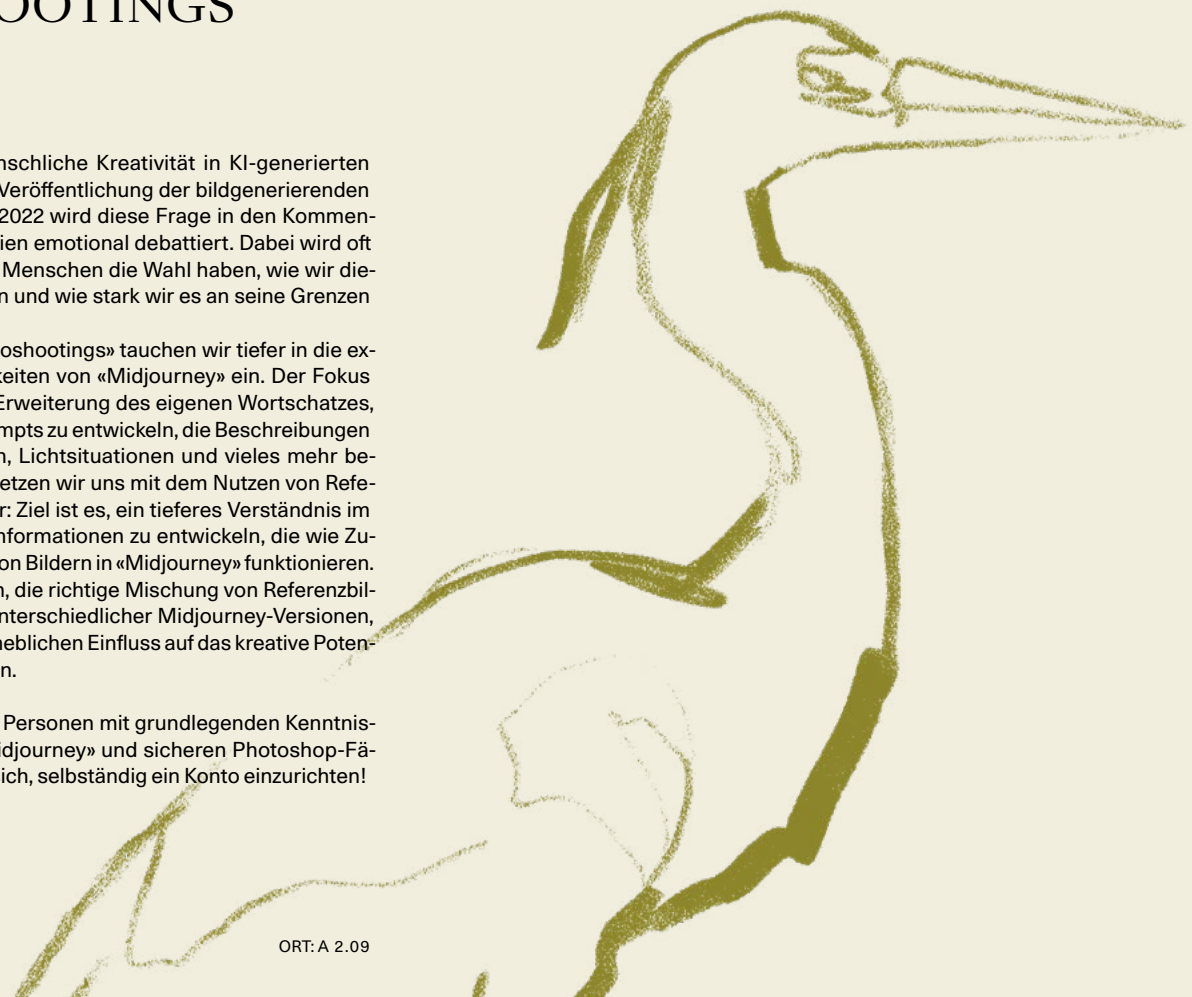 OOTINGS
nschliche Kreativität in KI-generierten
Veröffentlichung der bildgenerierenden
2022 wird diese Frage in den Kommen-
ien emotional debattiert. Dabei wird oft
Menschen die Wahl haben, wie wir die-
n und wie stark wir es an seine Grenzen
oshootings» tauchen wir tiefer in die ex-
keiten von «Midjourney» ein. Der Fokus
Erweiterung des eigenen Wortschatzes,
mpts zu entwickeln, die Beschreibungen
n, Lichtsituationen und vieles mehr be-
etzen wir uns mit dem Nutzen von Refe-
r: Ziel ist es, ein tieferes Verständnis im
nformationen zu entwickeln, die wie Zu-
on Bildern in «Midjourney» funktionieren.
n, die richtige Mischung von Referenzbil-
nterschiedlicher Midjourney-Versionen,
heblichen Einfluss auf das kreative Poten-
n.
Personen mit grundlegenden Kenntnis-
idjourney» und sicheren Photoshop-Fä-
ich, selbständig ein Konto einzurichten!
ORT: A 2.09